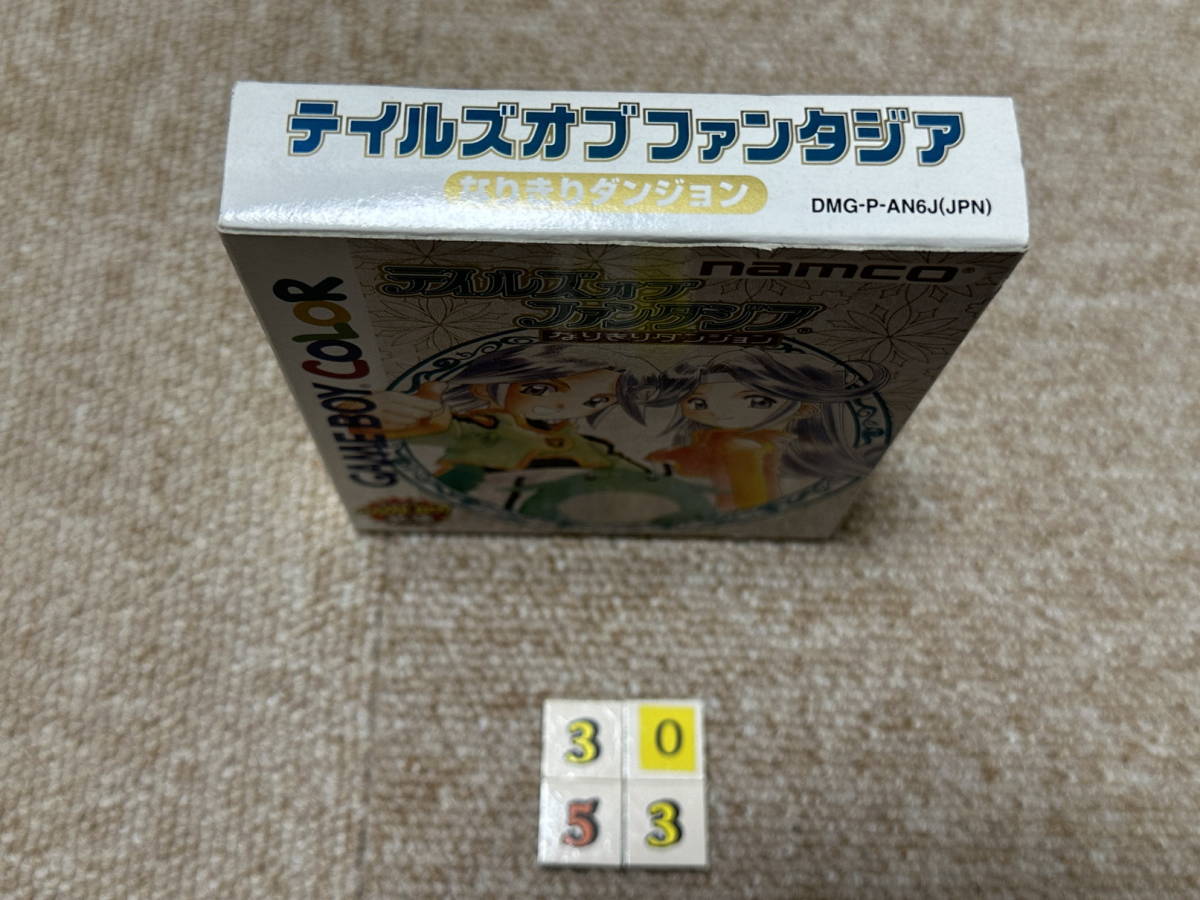 テイルズオブファンタジア
なりきりダンジョン
DMG-P-AN6J(JPN)
namco®
テイルズオブ
ファンタジア®
なりきりダンジョン
GAME BOY COLOR
3 0
5 3